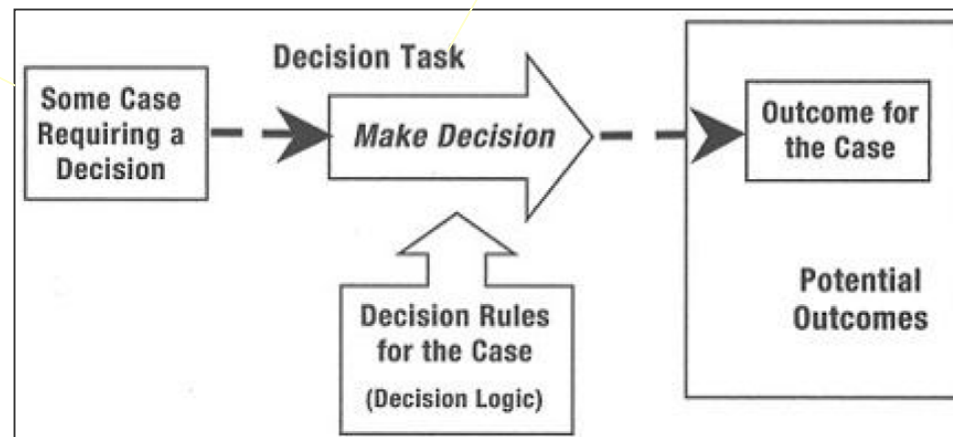 Some Case
Requiring a
Decision
Decision Task
Make Decision
Decision Rules
for the Case
(Decision Logic)
Outcome for
the Case
Potential
Outcomes